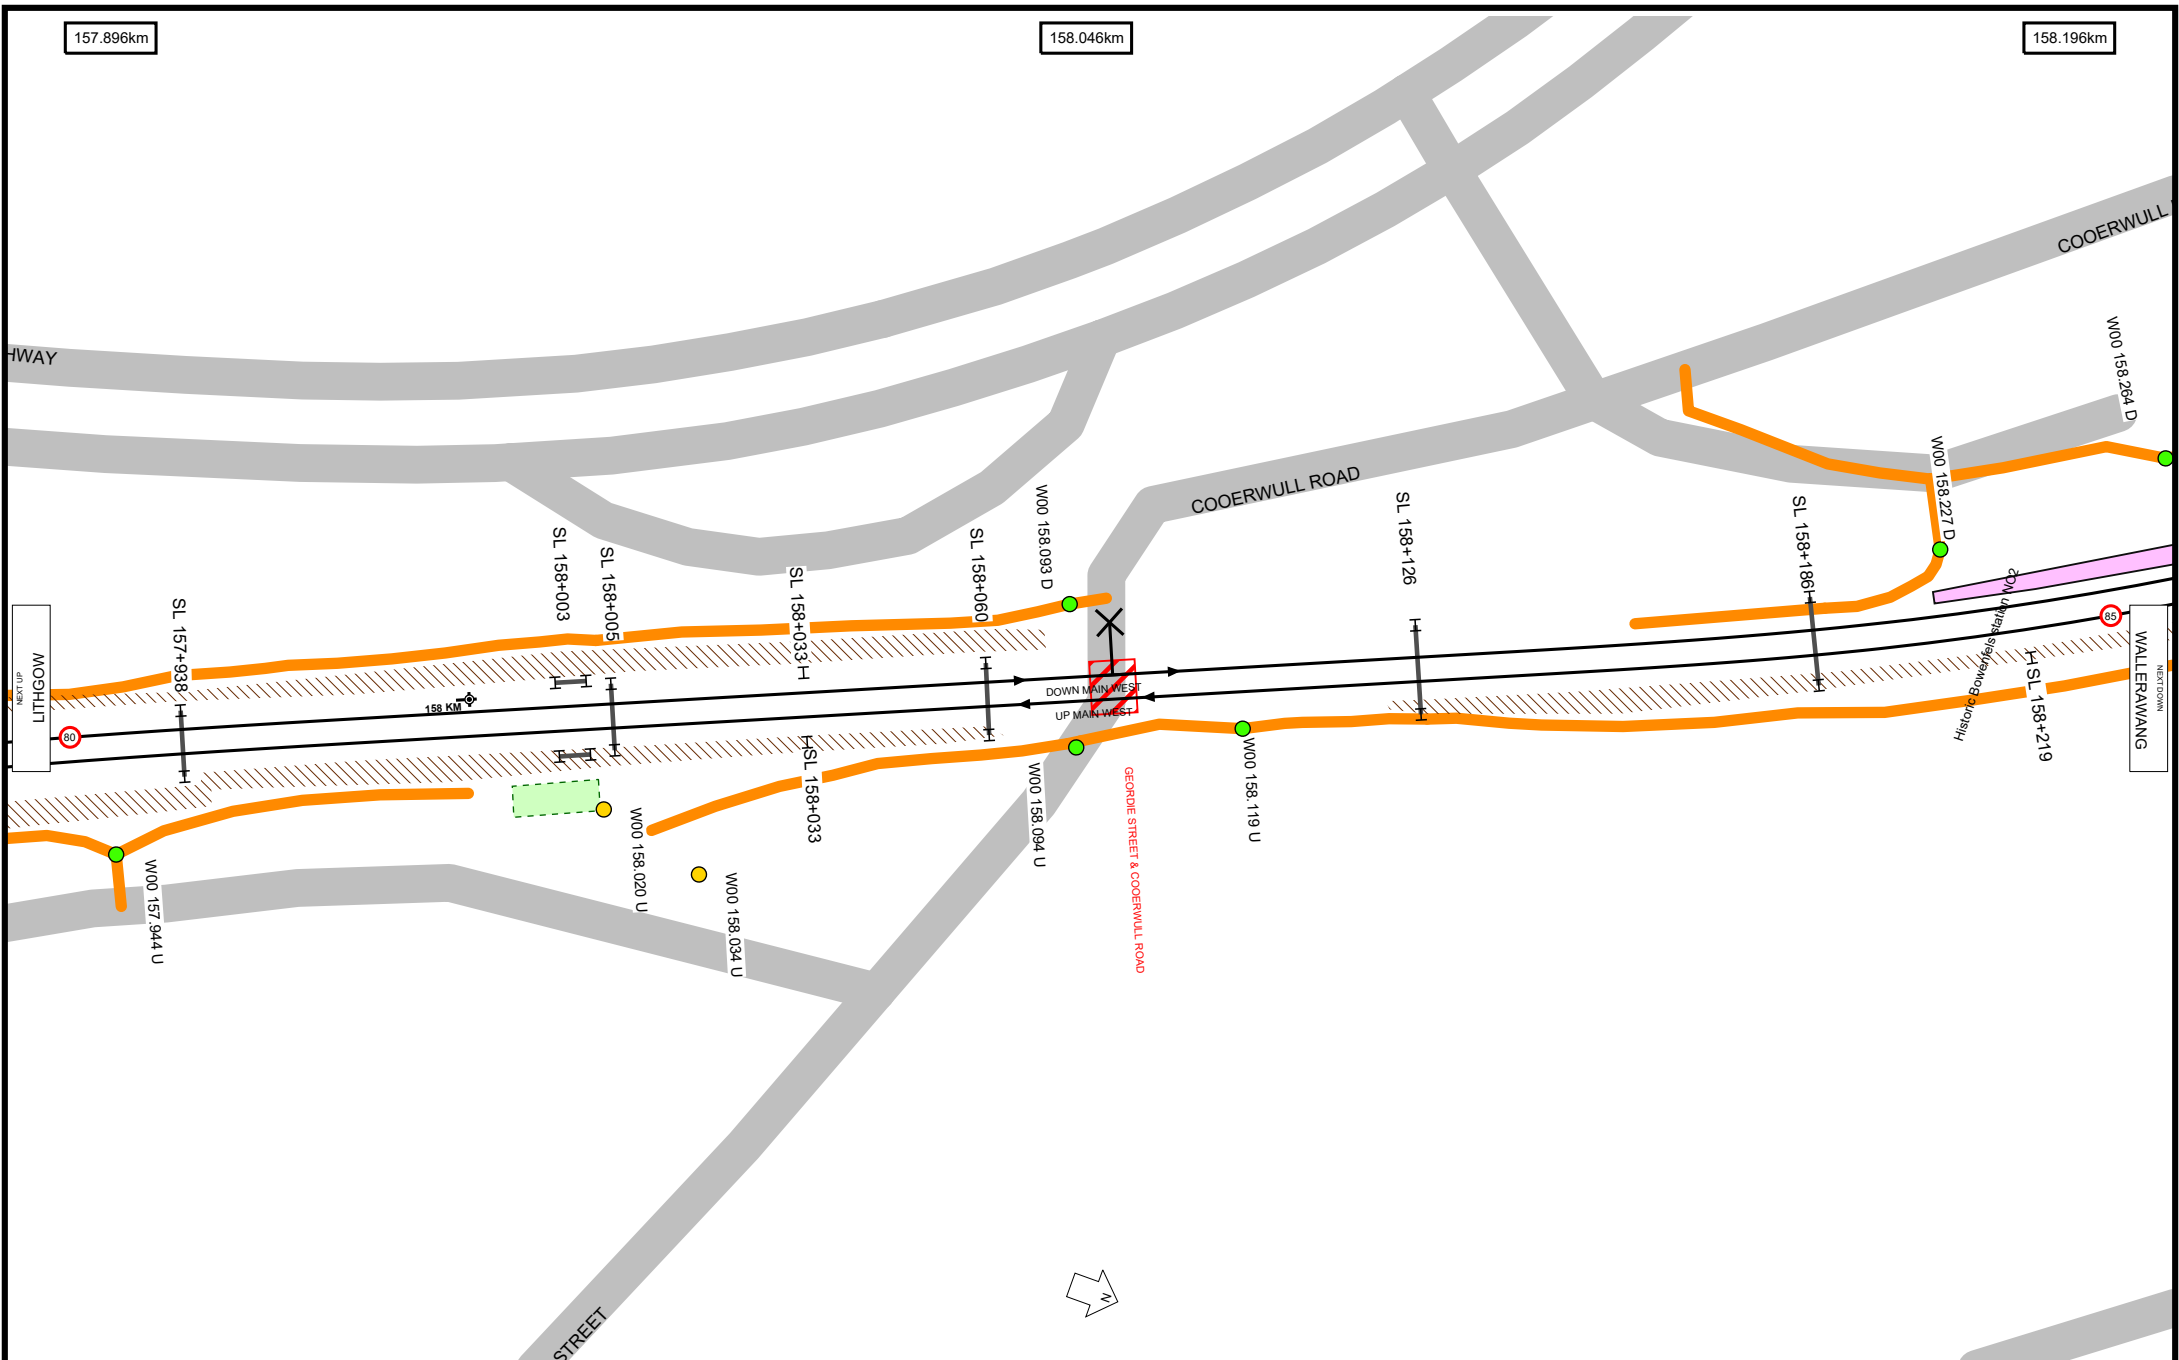 157.896km
158.046km
158.196km
HWAY
COOERWULL
COOERWULL ROAD
W00 158.264 D
W00 158.227 D
W00 158.093 D
SL 158+126
SL 158+186
SL 158+003
SL 158+005
SL 158+033
SL 158+060
SL 157+938
NEXT UP
LITHGOW
80
158 KM
DOWN MAIN WEST
UP MAIN WEST
Historic Bowenfels station NO2
85
WALLERAWANG
NEXT DOWN
SL 158+219
SL 158+033
W00 158.094 U
GEORDIE STREET & COOERWULL ROAD
W00 158.119 U
W00 158.020 U
W00 158.034 U
W00 157.944 U
N
STREET